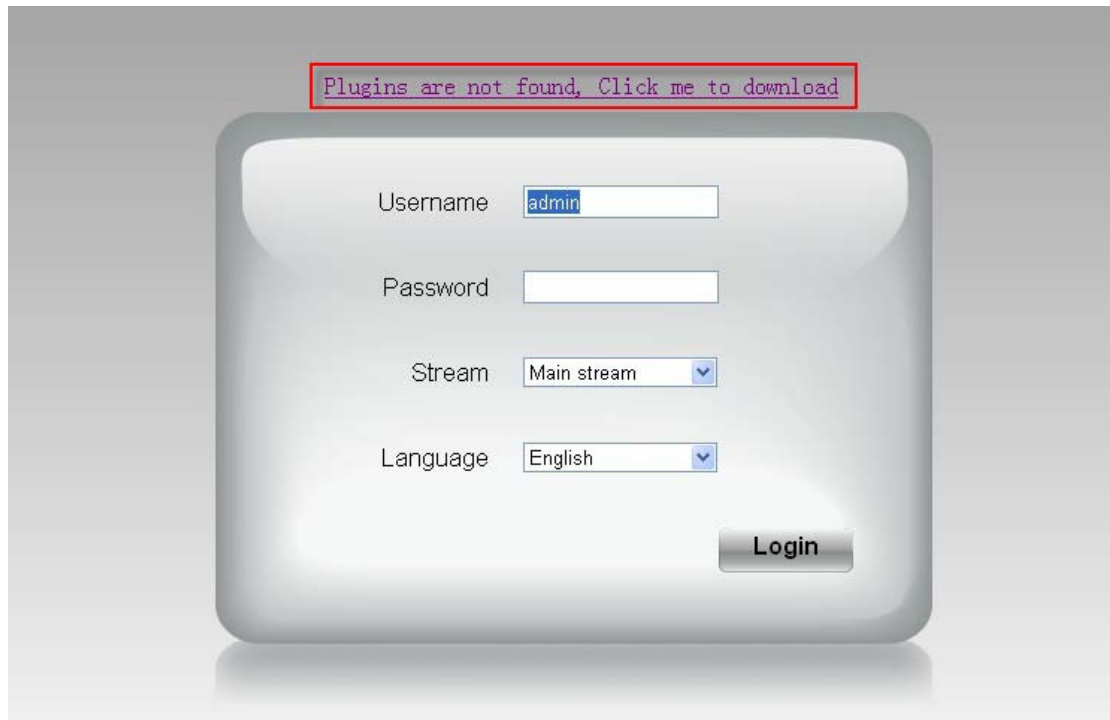 Plugins are not found, Click me to download
Username admin
Password
Stream Main stream
Language English
Login